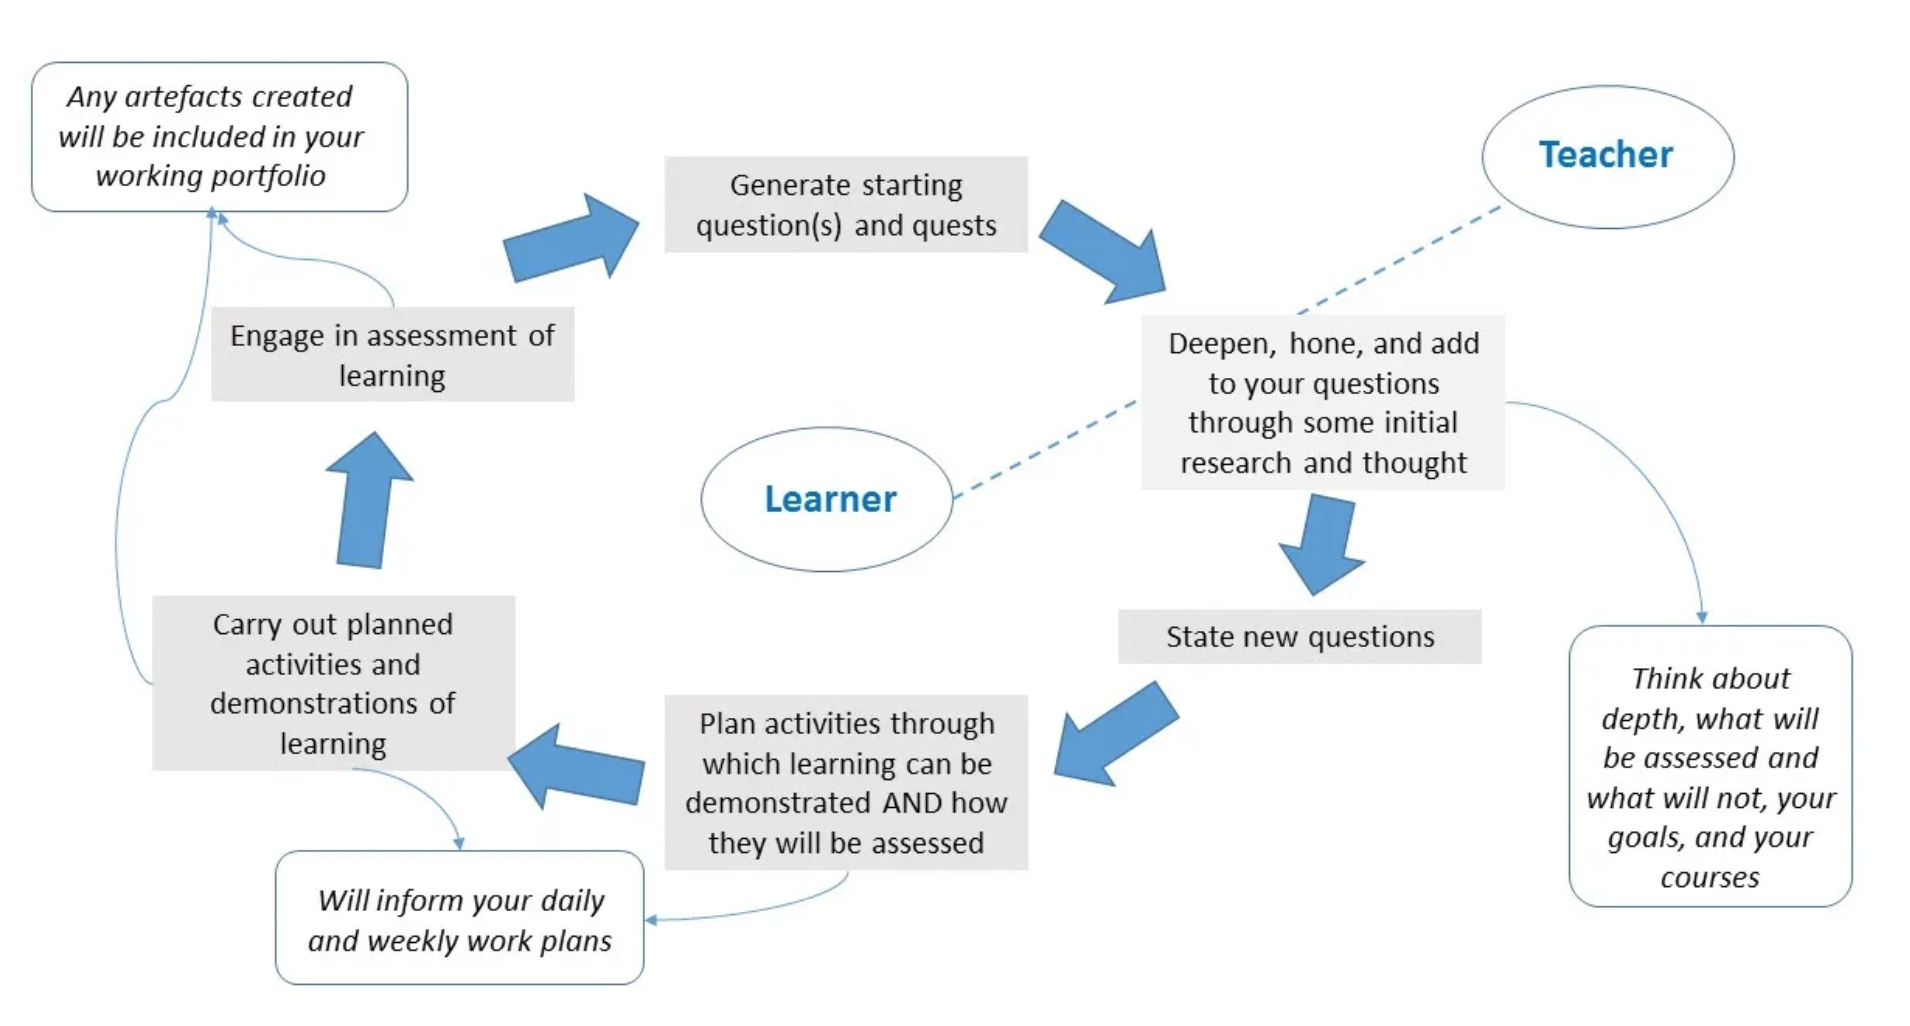 Any artefacts created
will be included in your
working portfolio
Generate starting
question(s) and quests
Teacher
Engage in assessment of
learning
Deepen, hone, and add
to your questions
through some initial
research and thought
Learner
Carry out planned
activities and
demonstrations of
learning
State new questions
Plan activities through
which learning can be
demonstrated AND how
they will be assessed
Think about
depth, what will
be assessed and
what will not, your
goals, and your
courses
Will inform your daily
and weekly work plans